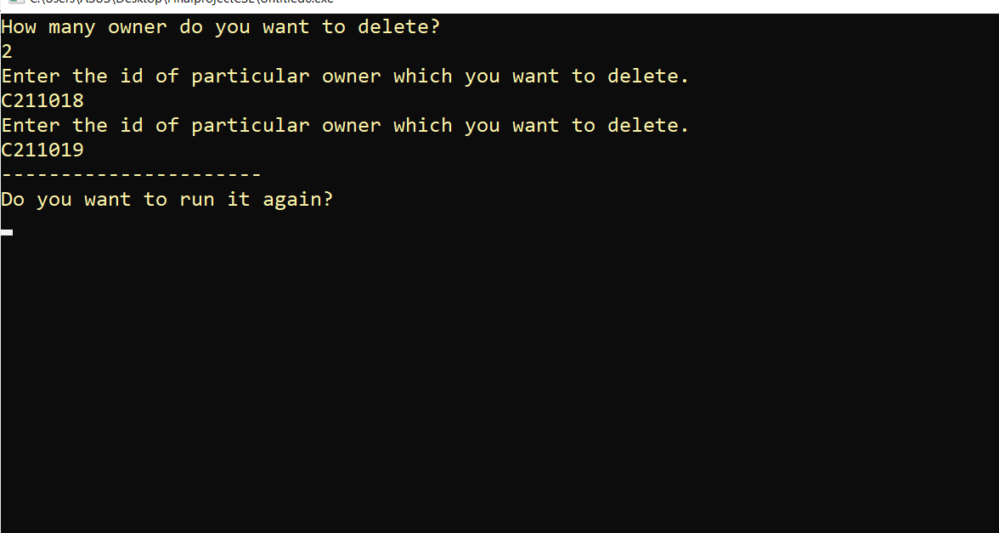 C:\Users\ASUS\Desktop\FinalprojectCSE\Untitled6.exe
How many owner do you want to delete?
2
Enter the id of particular owner which you want to delete.
C211018
Enter the id of particular owner which you want to delete.
C211019
----------------------
Do you want to run it again?